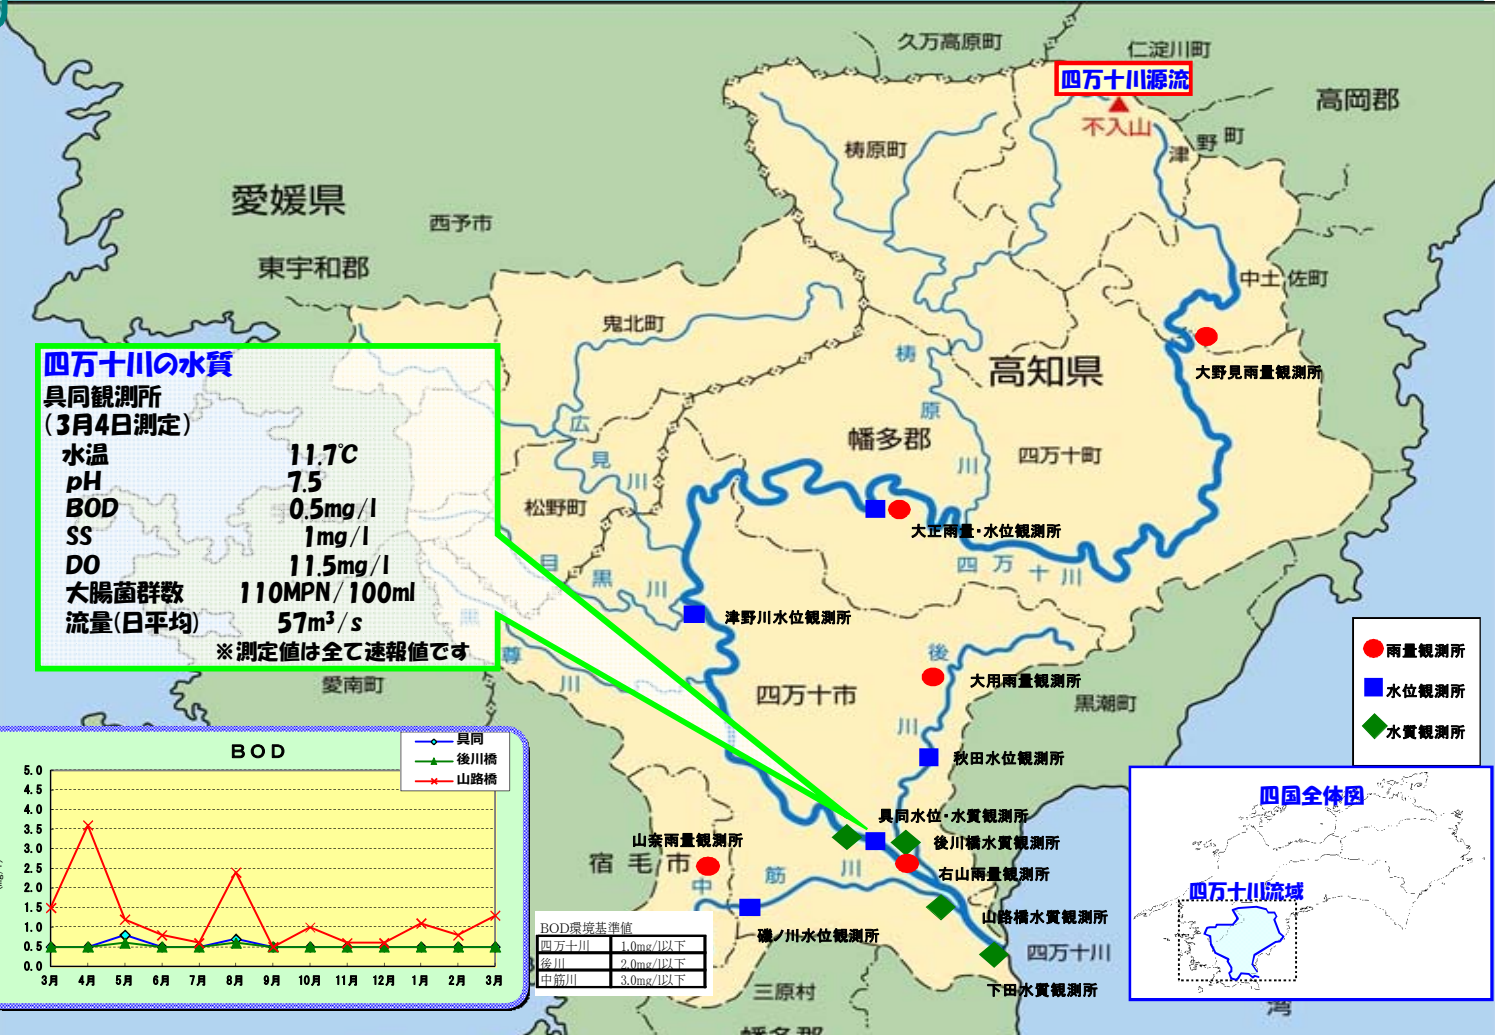 久万高原町
仁淀川町
四万十川源流
高岡郡
不入山
津野町
梼原町
愛媛県
西予市
東宇和郡
中土佐町
鬼北町
梼原川
高知県
大野見雨量観測所
四万十川の水質
具同観測所
(3月4日測定)
水温 11.7℃
pH 7.5
BOD 0.5mg/l
SS 1mg/l
DO 11.5mg/l
大腸菌群数 110MPN/100ml
流量(日平均) 57m³/s
※測定値は全て速報値です
広見川
幡多郡
四万十町
松野町
大正雨量・水位観測所
四万十川
目黒川
津野川水位観測所
黒尊川
後川
大用雨量観測所
愛南町
四万十市
黒潮町
秋田水位観測所
雨量観測所
水位観測所
水質観測所
BOD
具同
後川橋
山路橋
5.0
4.5
4.0
3.5
3.0
2.5
2.0
1.5
1.0
0.5
0.0
3月 4月 5月 6月 7月 8月 9月 10月 11月 12月 1月 2月 3月
具同水位・水質観測所
後川橋水質観測所
山奈雨量観測所
宿毛市
右山雨量観測所
中筋川
山路橋水質観測所
磯ノ川水位観測所
四万十川
下田水質観測所
三原村
幡多郡
BOD環境基準値
四万十川 1.0mg/l以下
後川 2.0mg/l以下
中筋川 3.0mg/l以下
四国全体図
四万十川流域
湾